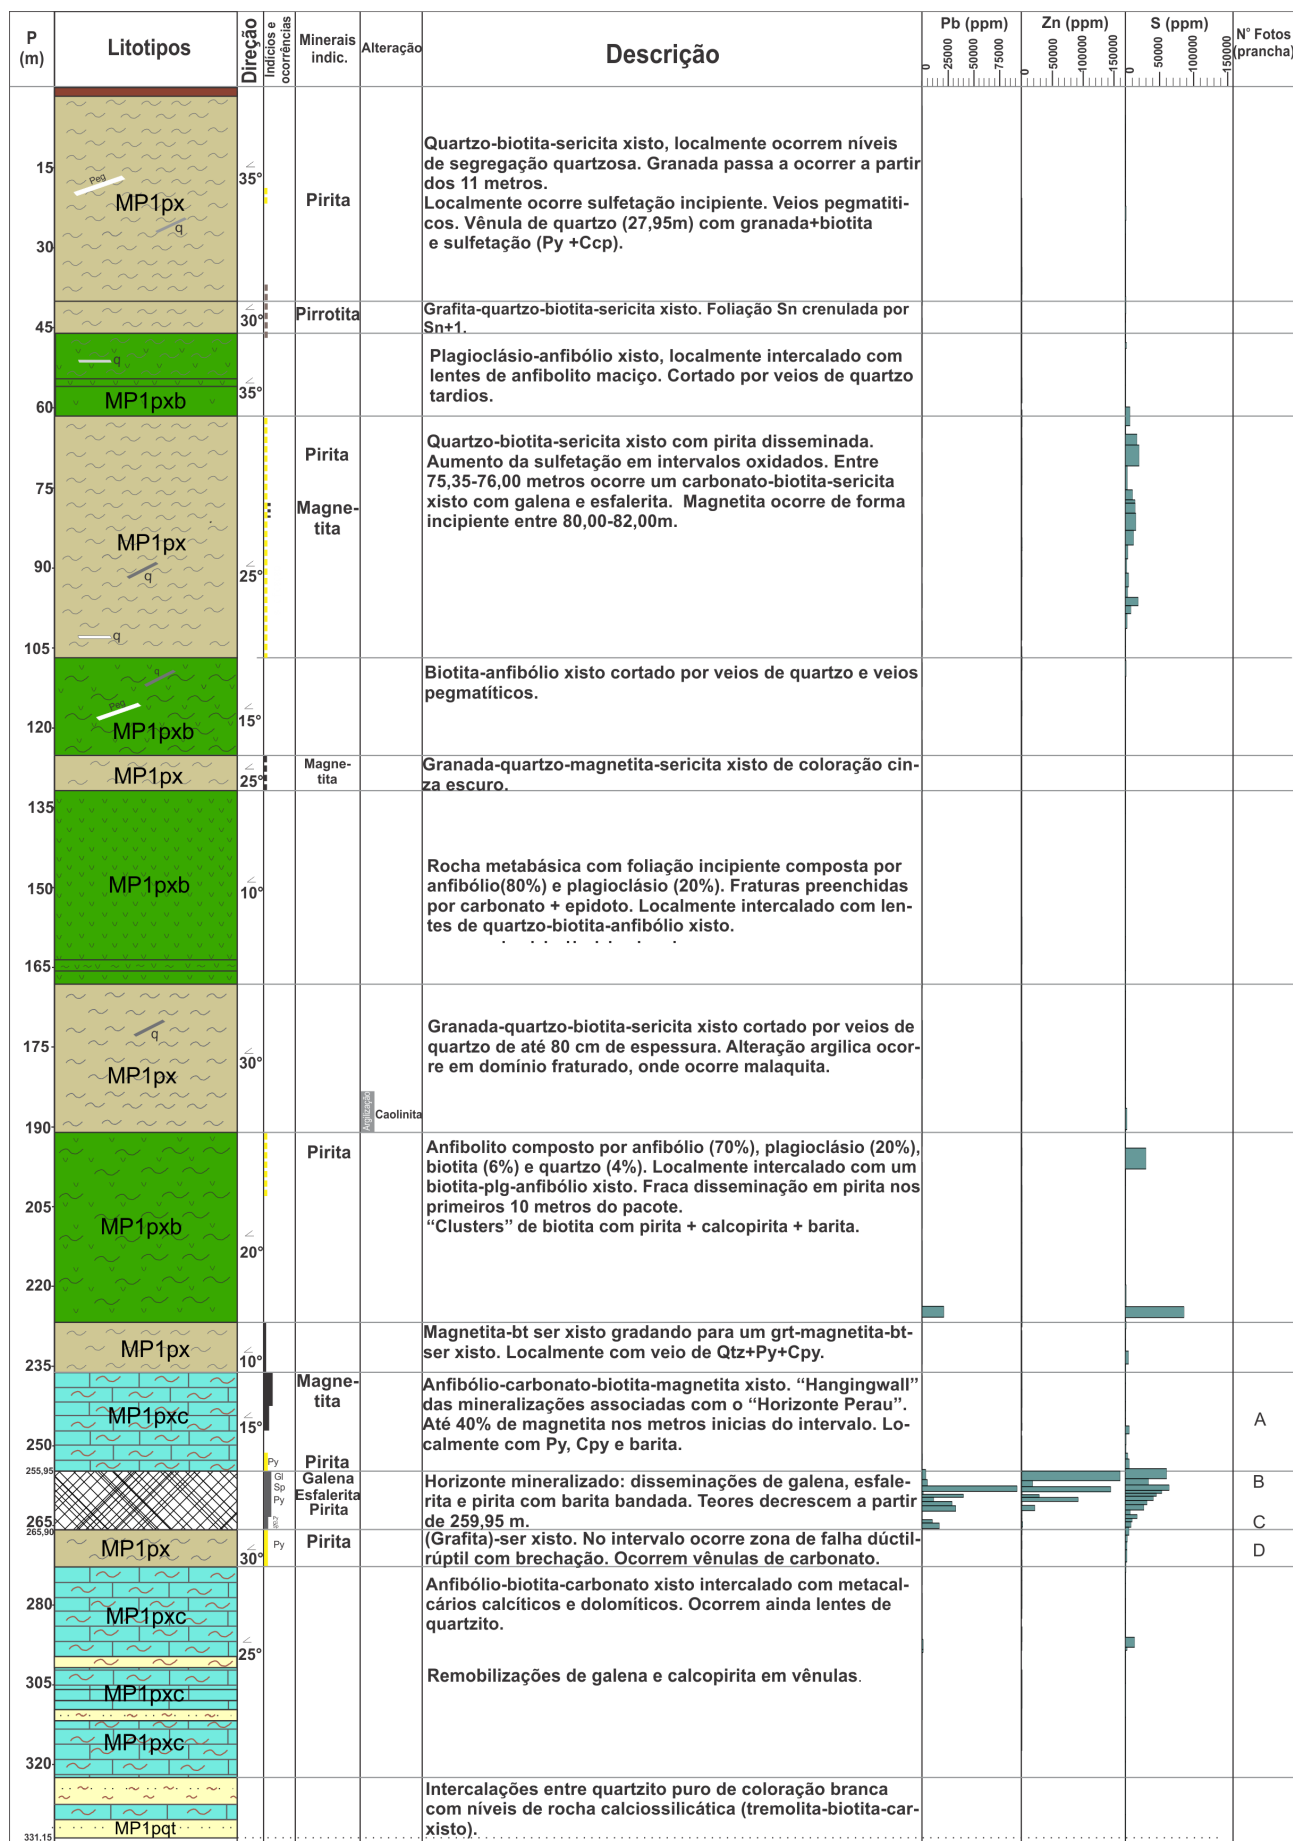 P
(m)
Litotipos
Direção
Indícios e
ocorrências
Minerais
indic.
Alteração
Descrição
Pb (ppm)
0
25000
50000
75000
Zn (ppm)
0
50000
100000
150000
S (ppm)
0
50000
100000
150000
N° Fotos
(prancha)
15
30
Peg
MP1px
q
35°
Pirita
Quartzo-biotita-sericita xisto, localmente ocorrem níveis
de segregação quartzosa. Granada passa a ocorrer a partir
dos 11 metros.
Localmente ocorre sulfetação incipiente. Veios pegmatiti-
cos. Vênula de quartzo (27,95m) com granada+biotita
e sulfetação (Py +Ccp).
45
30°
Pirrotita
Grafita-quartzo-biotita-sericita xisto. Foliação Sn crenulada por
Sn+1.
60
q
MP1pxb
35°
Plagioclásio-anfibólio xisto, localmente intercalado com
lentes de anfibolito maciço. Cortado por veios de quartzo
tardios.
75
90
105
MP1px
q
q
25°
Pirita
Magne-
tita
Quartzo-biotita-sericita xisto com pirita disseminada.
Aumento da sulfetação em intervalos oxidados. Entre
75,35-76,00 metros ocorre um carbonato-biotita-sericita
xisto com galena e esfalerita. Magnetita ocorre de forma
incipiente entre 80,00-82,00m.
120
q
Peg
MP1pxb
15°
Biotita-anfibólio xisto cortado por veios de quartzo e veios
pegmatíticos.
MP1px
25°
Magne-
tita
Granada-quartzo-magnetita-sericita xisto de coloração cin-
za escuro.
135
150
165
MP1pxb
10°
Rocha metabásica com foliação incipiente composta por
anfibólio(80%) e plagioclásio (20%). Fraturas preenchidas
por carbonato + epidoto. Localmente intercalado com len-
tes de quartzo-biotita-anfibólio xisto.
175
190
q
MP1px
30°
Argilização
Caolinita
Granada-quartzo-biotita-sericita xisto cortado por veios de
quartzo de até 80 cm de espessura. Alteração argilica ocor-
re em domínio fraturado, onde ocorre malaquita.
205
220
MP1pxb
20°
Pirita
Anfibolito composto por anfibólio (70%), plagioclásio (20%),
biotita (6%) e quartzo (4%). Localmente intercalado com um
biotita-plg-anfibólio xisto. Fraca disseminação em pirita nos
primeiros 10 metros do pacote.
“Clusters” de biotita com pirita + calcopirita + barita.
235
MP1px
10°
Magnetita-bt ser xisto gradando para um grt-magnetita-bt-
ser xisto. Localmente com veio de Qtz+Py+Cpy.
250
MP1pxc
15°
Py
Magne-
tita
Pirita
Anfibólio-carbonato-biotita-magnetita xisto. “Hangingwall”
das mineralizações associadas com o “Horizonte Perau”.
Até 40% de magnetita nos metros inicias do intervalo. Lo-
calmente com Py, Cpy e barita.
A
255,95
265
Gl
Sp
Py
Galena
Esfalerita
Pirita
Horizonte mineralizado: disseminações de galena, esfale-
rita e pirita com barita bandada. Teores decrescem a partir
de 259,95 m.
B
C
265,90
MP1px
30°
Py
Pirita
(Grafita)-ser xisto. No intervalo ocorre zona de falha dúctil-
rúptil com brechação. Ocorrem vênulas de carbonato.
D
280
305
320
MP1pxc
MP1pxc
MP1pxc
25°
Anfibólio-biotita-carbonato xisto intercalado com metacal-
cários calcíticos e dolomíticos. Ocorrem ainda lentes de
quartzito.
Remobilizações de galena e calcopirita em vênulas.
331,15
MP1pqt
Intercalações entre quartzito puro de coloração branca
com níveis de rocha calciossilicática (tremolita-biotita-car-
xisto).